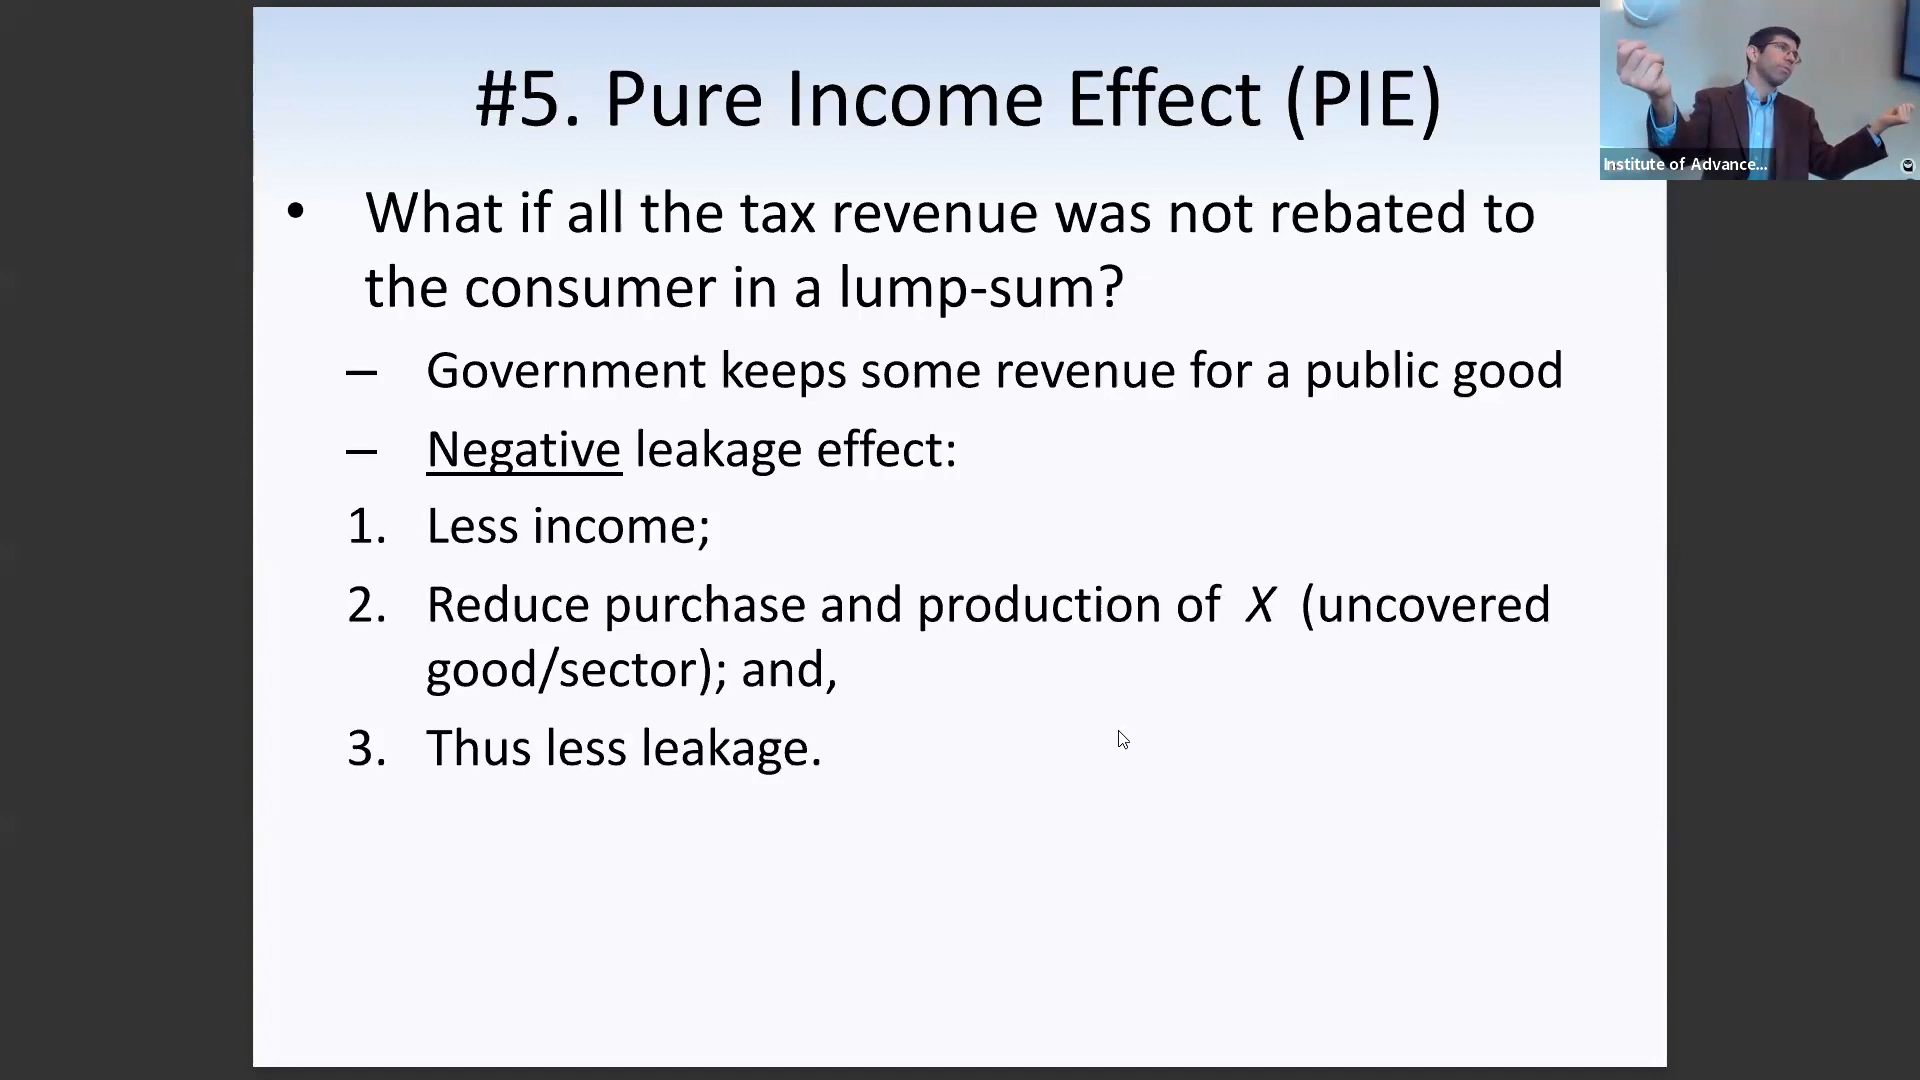 #5. Pure Income Effect (PIE)
Institute of Advance...
• What if all the tax revenue was not rebated to
the consumer in a lump-sum?
– Government keeps some revenue for a public good
– Negative leakage effect:
1. Less income;
2. Reduce purchase and production of X (uncovered
good/sector); and,
3. Thus less leakage.